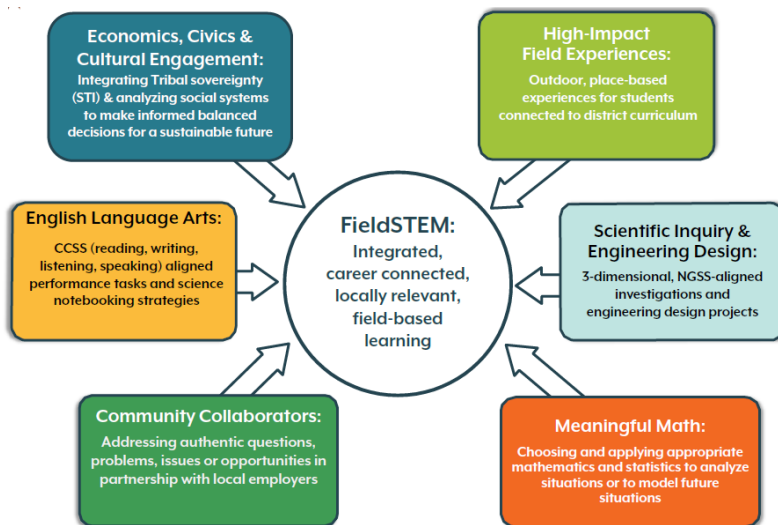 Economics, Civics &
Cultural Engagement:
Integrating Tribal sovereignty
(STI) & analyzing social systems
to make informed balanced
decisions for a sustainable future
High-Impact
Field Experiences:
Outdoor, place-based
experiences for students
connected to district curriculum
English Language Arts:
CCSS (reading, writing,
listening, speaking) aligned
performance tasks and science
notebooking strategies
FieldSTEM:
Integrated,
career connected,
locally relevant,
field-based
learning
Scientific Inquiry &
Engineering Design:
3-dimensional, NGSS-aligned
investigations and
engineering design projects
Community Collaborators:
Addressing authentic questions,
problems, issues or opportunities in
partnership with local employers
Meaningful Math:
Choosing and applying appropriate
mathematics and statistics to analyze
situations or to model future
situations